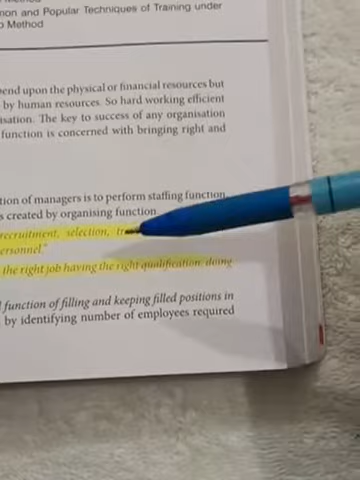 mon and Popular Techniques of Training under
Method
end upon the physical or financial resources but
by human resources. So hard working efficient
isation. The key to success of any organisation
function is concerned with bringing right and
tion of managers is to perform staffing function
s created by organising function
recruitment, selection,
ersonnel."
the right job having the right qualification, doing
function of filling and keeping filled positions in
by identifying number of employees required